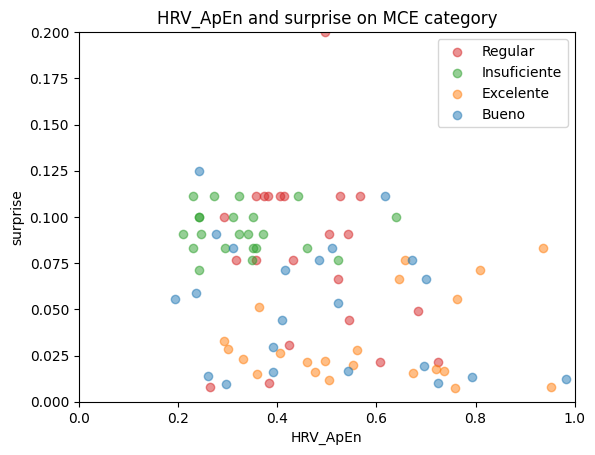 HRV_ApEn and surprise on MCE category
Regular
Insuficiente
Excelente
Bueno
0.200
0.175
0.150
0.125
0.100
0.075
0.050
0.025
0.000
surprise
0.0 0.2 0.4 0.6 0.8 1.0
HRV_ApEn